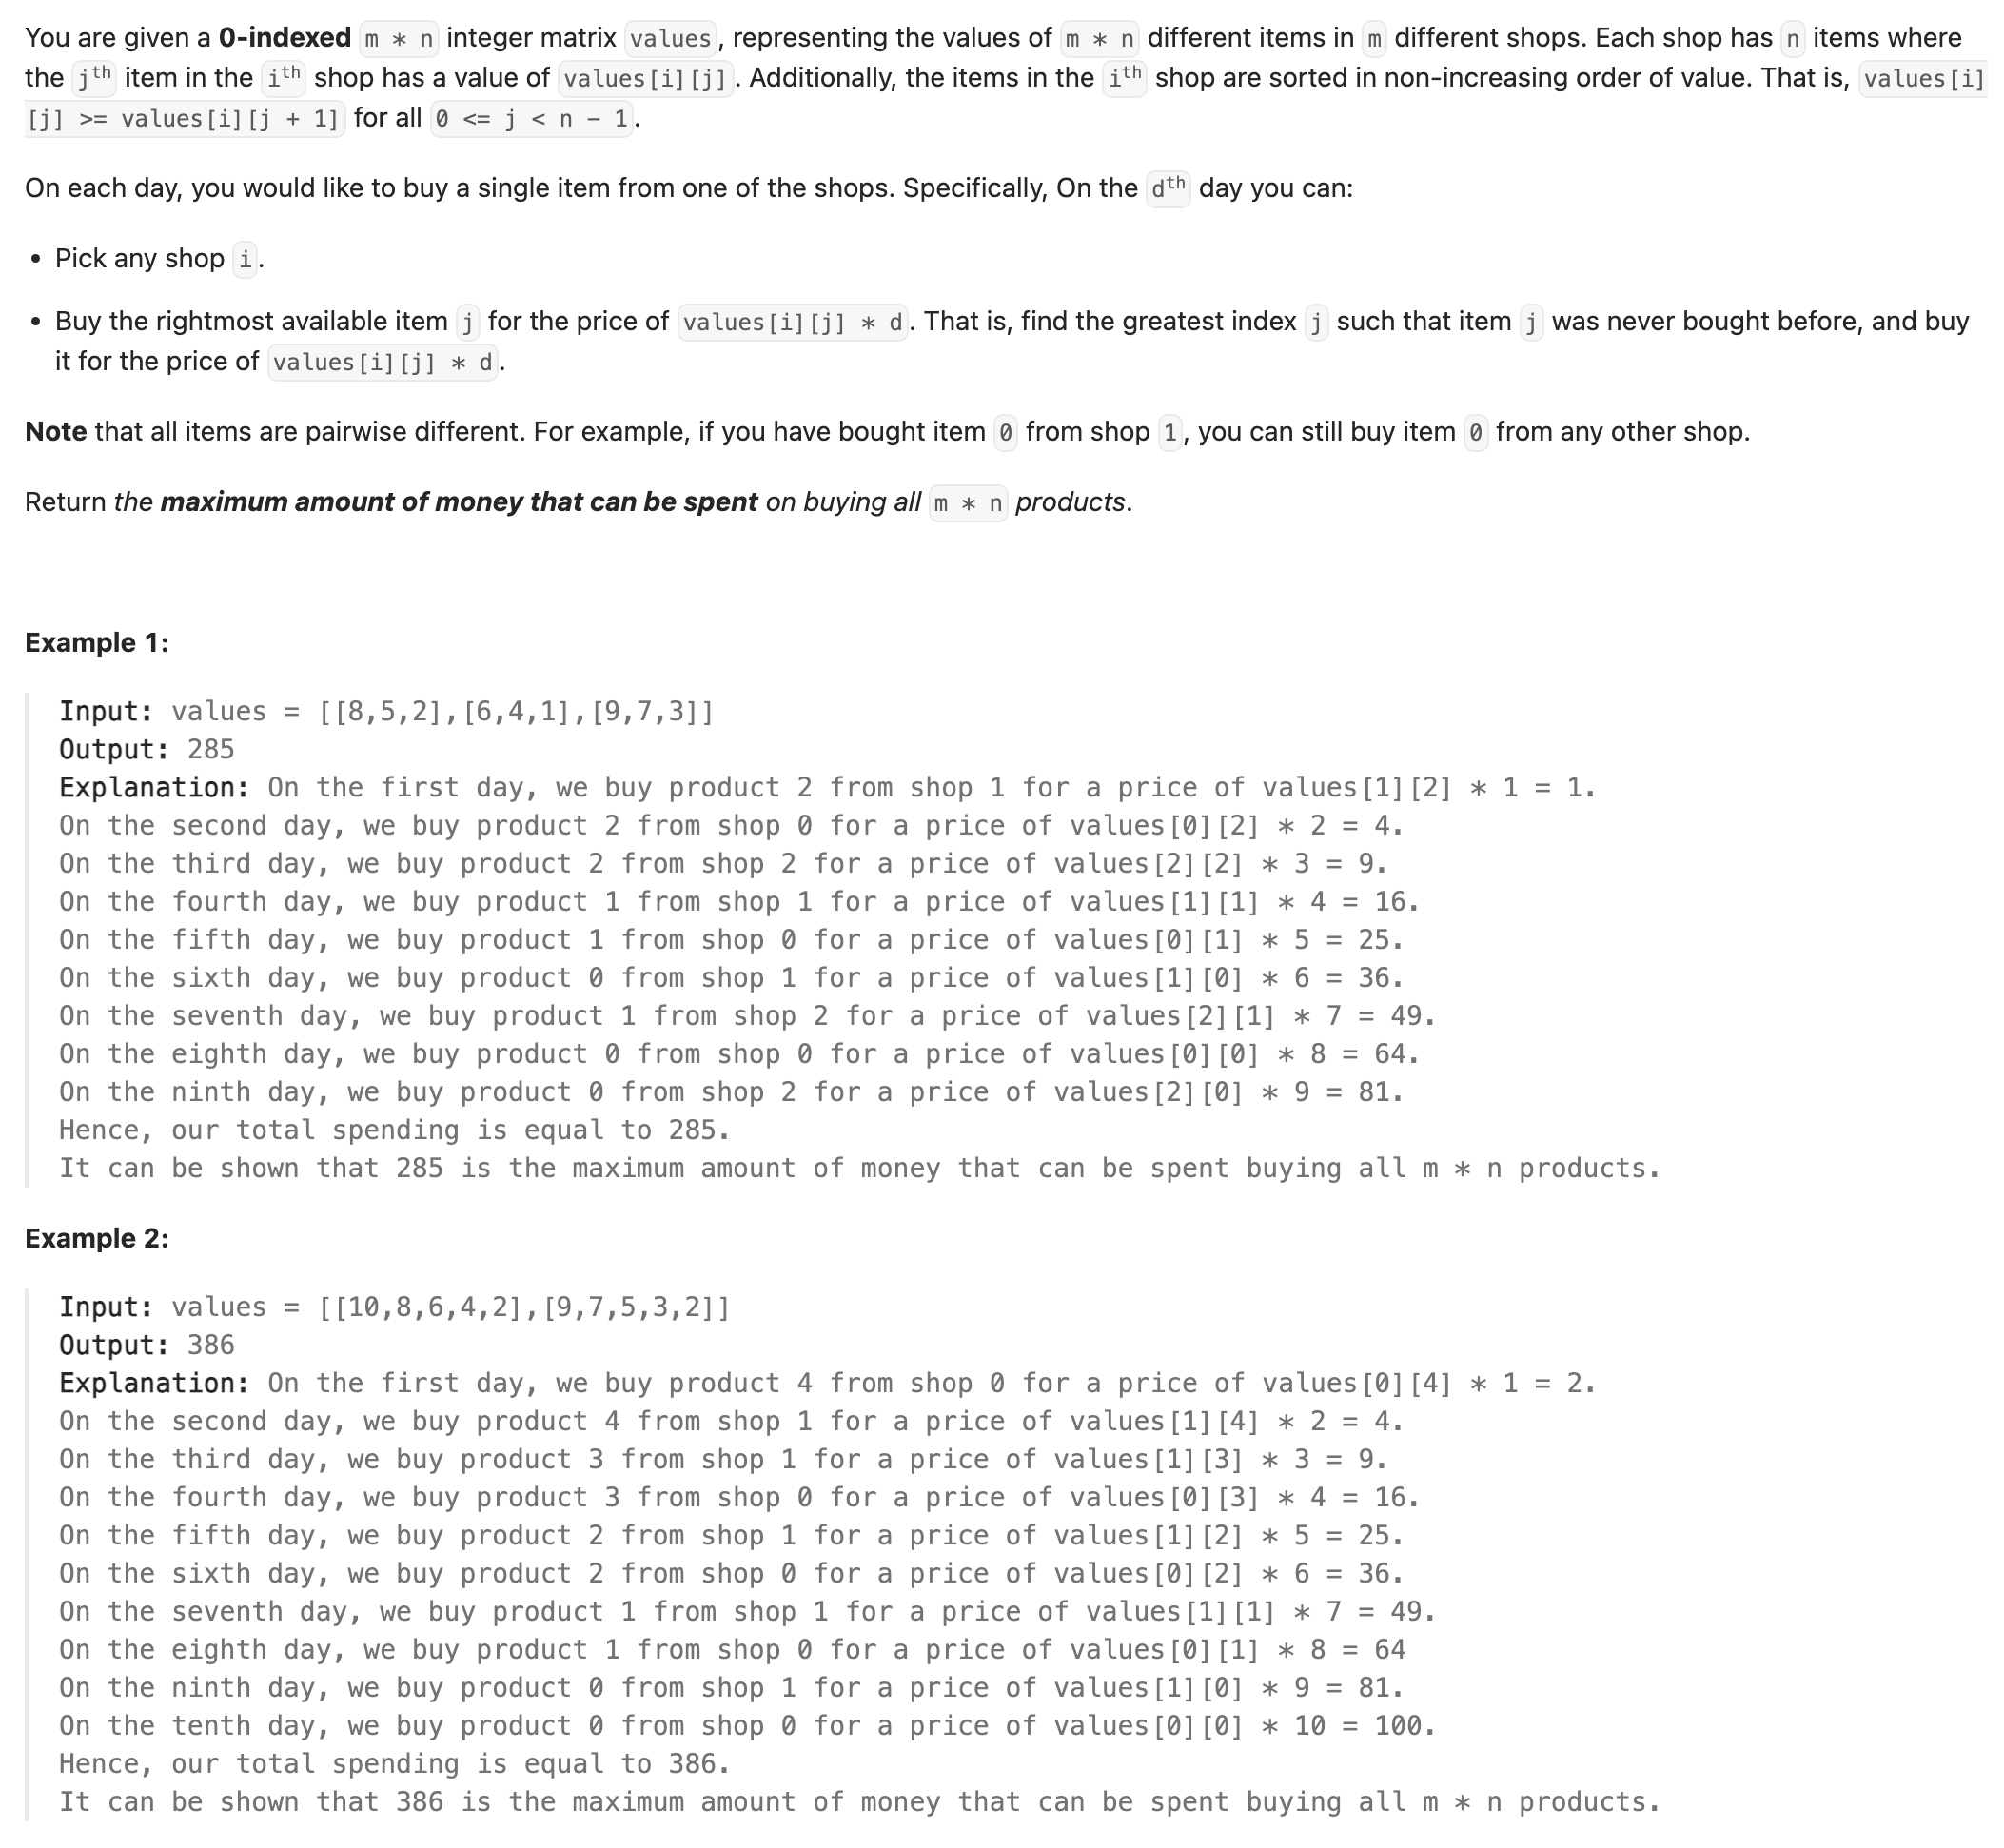 You are given a 0-indexed m * n integer matrix values, representing the values of m * n different items in m different shops. Each shop has n items where
the jth item in the ith shop has a value of values[i][j]. Additionally, the items in the ith shop are sorted in non-increasing order of value. That is, values[i]
[j] >= values[i][j + 1] for all 0 <= j < n - 1.
On each day, you would like to buy a single item from one of the shops. Specifically, On the dth day you can:
• Pick any shop i.
• Buy the rightmost available item j for the price of values[i][j] * d. That is, find the greatest index j such that item j was never bought before, and buy
it for the price of values[i][j] * d.
Note that all items are pairwise different. For example, if you have bought item 0 from shop 1, you can still buy item 0 from any other shop.
Return the maximum amount of money that can be spent on buying all m * n products.
Example 1:
Input: values = [[8,5,2],[6,4,1],[9,7,3]]
Output: 285
Explanation: On the first day, we buy product 2 from shop 1 for a price of values[1][2] * 1 = 1.
On the second day, we buy product 2 from shop 0 for a price of values[0][2] * 2 = 4.
On the third day, we buy product 2 from shop 2 for a price of values[2][2] * 3 = 9.
On the fourth day, we buy product 1 from shop 1 for a price of values[1][1] * 4 = 16.
On the fifth day, we buy product 1 from shop 0 for a price of values[0][1] * 5 = 25.
On the sixth day, we buy product 0 from shop 1 for a price of values[1][0] * 6 = 36.
On the seventh day, we buy product 1 from shop 2 for a price of values[2][1] * 7 = 49.
On the eighth day, we buy product 0 from shop 0 for a price of values[0][0] * 8 = 64.
On the ninth day, we buy product 0 from shop 2 for a price of values[2][0] * 9 = 81.
Hence, our total spending is equal to 285.
It can be shown that 285 is the maximum amount of money that can be spent buying all m * n products.
Example 2:
Input: values = [[10,8,6,4,2],[9,7,5,3,2]]
Output: 386
Explanation: On the first day, we buy product 4 from shop 0 for a price of values[0][4] * 1 = 2.
On the second day, we buy product 4 from shop 1 for a price of values[1][4] * 2 = 4.
On the third day, we buy product 3 from shop 1 for a price of values[1][3] * 3 = 9.
On the fourth day, we buy product 3 from shop 0 for a price of values[0][3] * 4 = 16.
On the fifth day, we buy product 2 from shop 1 for a price of values[1][2] * 5 = 25.
On the sixth day, we buy product 2 from shop 0 for a price of values[0][2] * 6 = 36.
On the seventh day, we buy product 1 from shop 1 for a price of values[1][1] * 7 = 49.
On the eighth day, we buy product 1 from shop 0 for a price of values[0][1] * 8 = 64
On the ninth day, we buy product 0 from shop 1 for a price of values[1][0] * 9 = 81.
On the tenth day, we buy product 0 from shop 0 for a price of values[0][0] * 10 = 100.
Hence, our total spending is equal to 386.
It can be shown that 386 is the maximum amount of money that can be spent buying all m * n products.